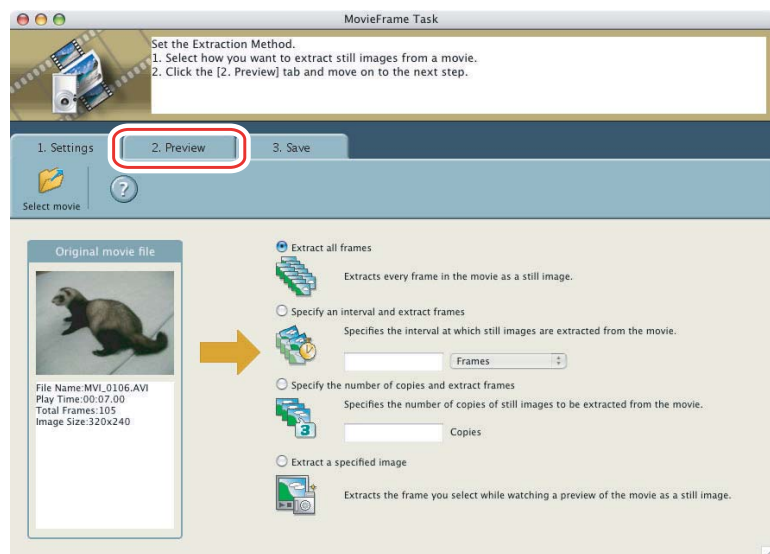 MovieFrame Task
Set the Extraction Method.
1. Select how you want to extract still images from a movie.
2. Click the [2. Preview] tab and move on to the next step.
1. Settings
2. Preview
3. Save
Select movie
?
Original movie file
File Name:MVI_0106.AVI
Play Time:00:07.00
Total Frames:105
Image Size:320x240
Extract all frames
Extracts every frame in the movie as a still image.
Specify an interval and extract frames
Specifies the interval at which still images are extracted from the movie.
Frames
Specify the number of copies and extract frames
Specifies the number of copies of still images to be extracted from the movie.
3
Copies
Extract a specified image
Extracts the frame you select while watching a preview of the movie as a still image.